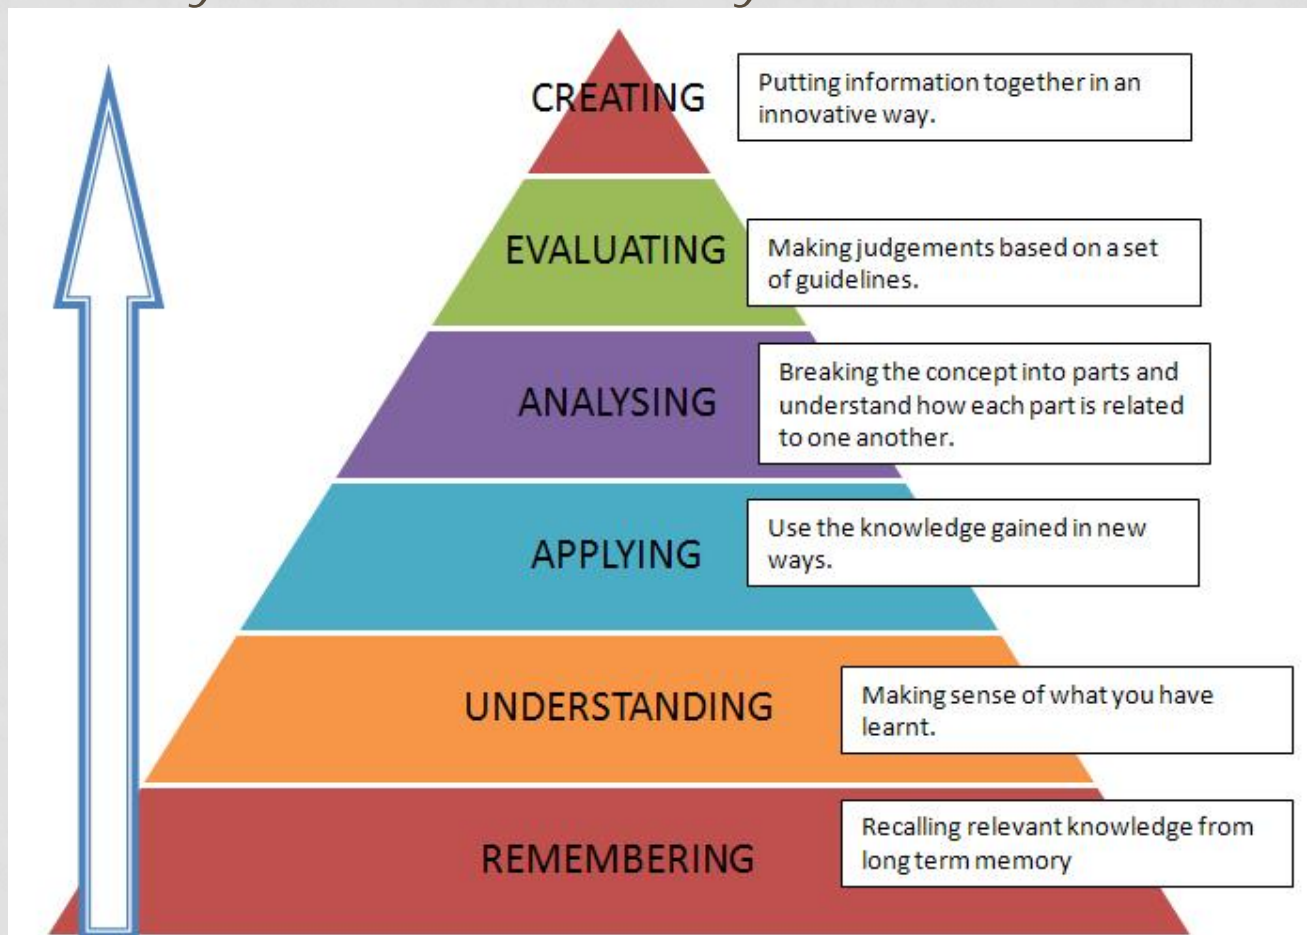 CREATING
Putting information together in an
innovative way.
EVALUATING
Making judgements based on a set
of guidelines.
ANALYSING
Breaking the concept into parts and
understand how each part is related
to one another.
APPLYING
Use the knowledge gained in new
ways.
UNDERSTANDING
Making sense of what you have
learnt.
REMEMBERING
Recalling relevant knowledge from
long term memory